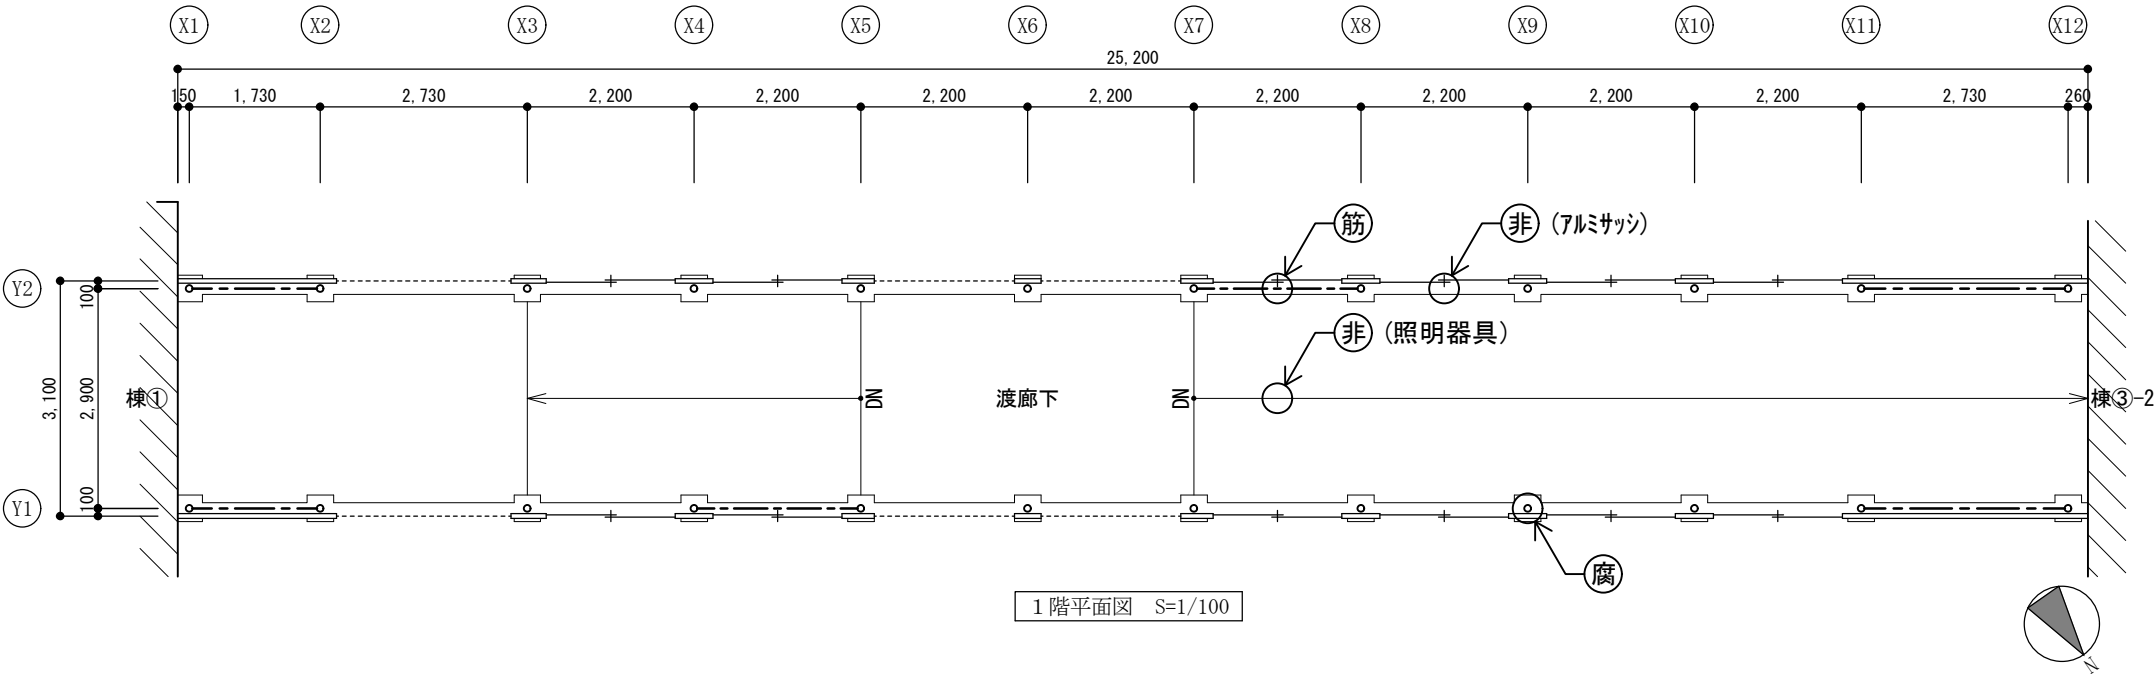 X1 X2 X3 X4 X5 X6 X7 X8 X9 X10 X11 X12
25,200
150 1,730 2,730 2,200 2,200 2,200 2,200 2,200 2,200 2,200 2,200 2,730 260
筋
非 (アルミサッシ)
Y2
100
非 (照明器具)
3,100
2,900
棟①
DN
渡廊下
DN
棟③-2
100
Y1
腐
1階平面図 S=1/100
N